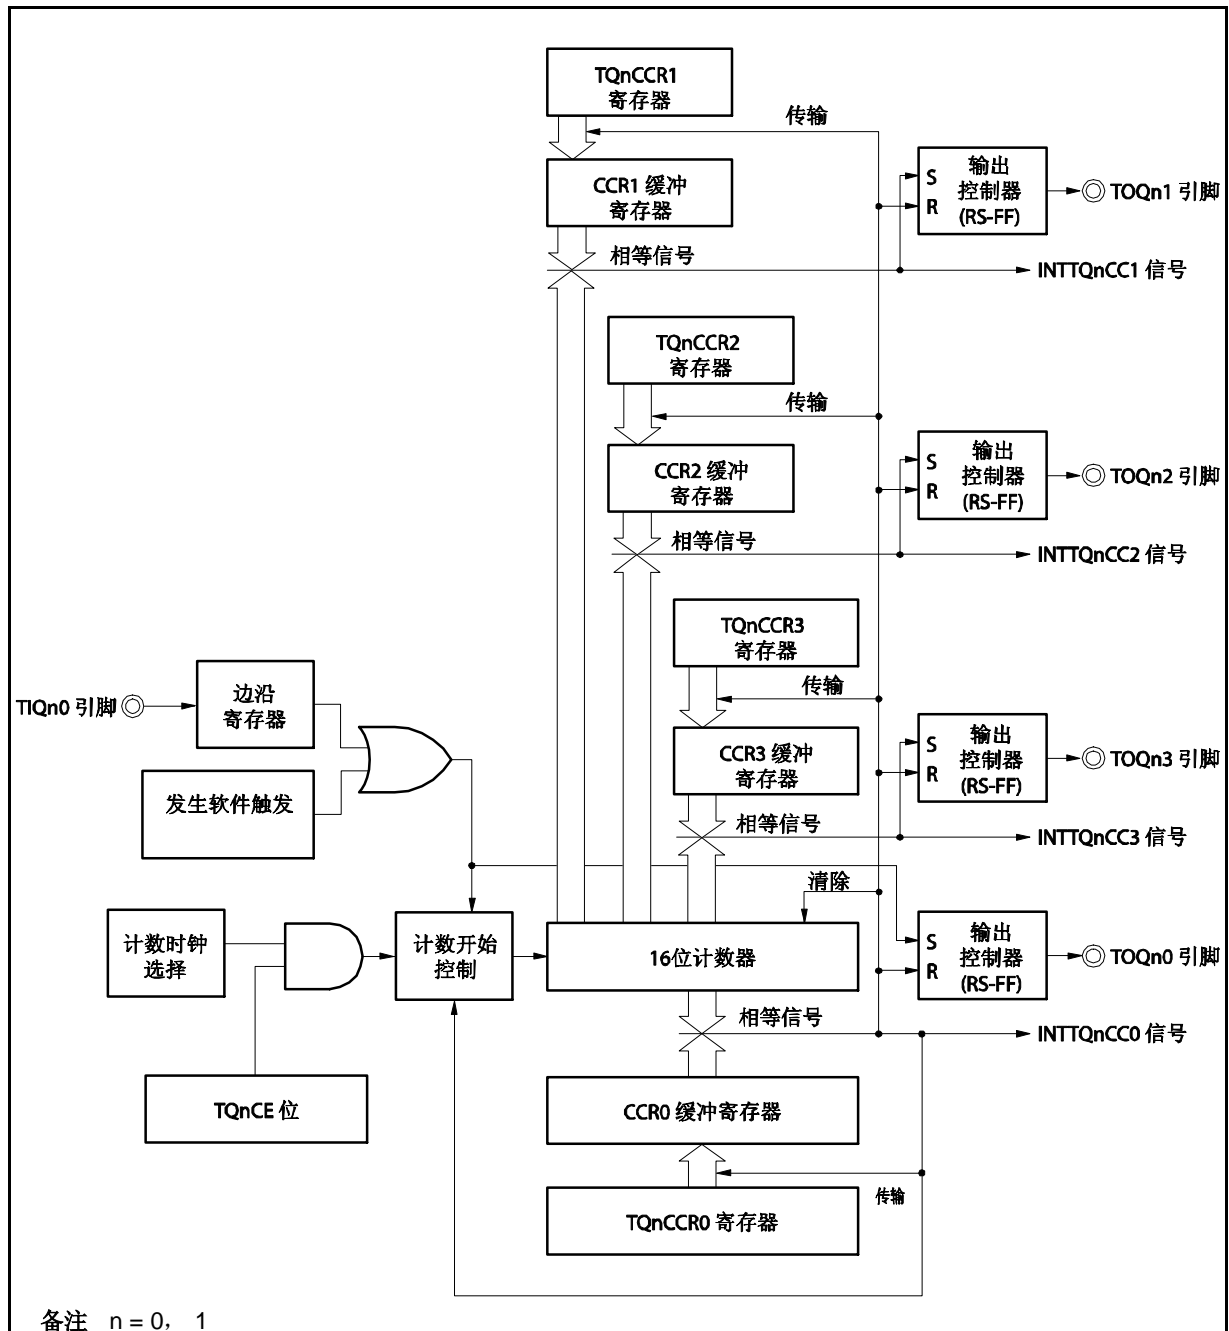 TQnCCR1
寄存器
传输
CCR1 缓冲
寄存器
S
R
输出
控制器
(RS-FF)
TOQn1 引脚
相等信号
INTTQnCC1 信号
TQnCCR2
寄存器
传输
CCR2 缓冲
寄存器
S
R
输出
控制器
(RS-FF)
TOQn2 引脚
相等信号
INTTQnCC2 信号
TQnCCR3
寄存器
传输
TIQn0 引脚
边沿
寄存器
CCR3 缓冲
寄存器
S
R
输出
控制器
(RS-FF)
TOQn3 引脚
发生软件触发
相等信号
INTTQnCC3 信号
清除
计数时钟
选择
计数开始
控制
16位计数器
S
R
输出
控制器
(RS-FF)
TOQn0 引脚
相等信号
INTTQnCC0 信号
TQnCE 位
CCR0 缓冲寄存器
传输
TQnCCR0 寄存器
备注 n = 0， 1